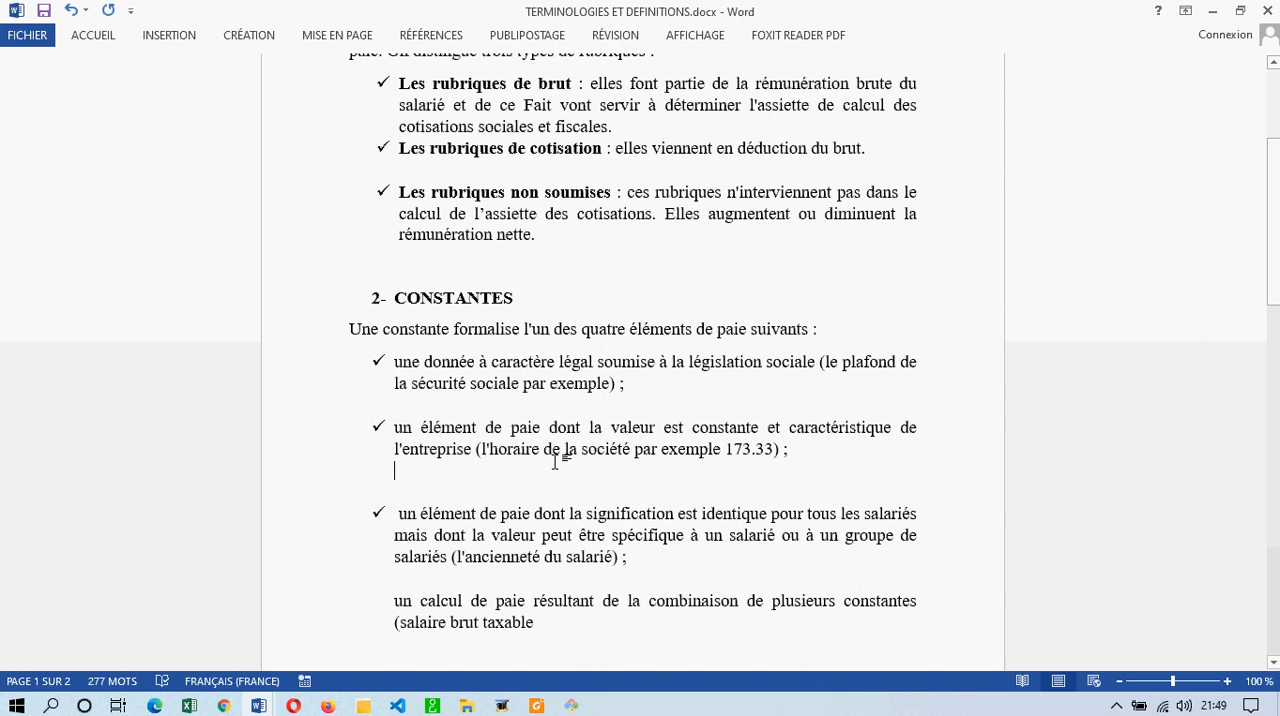 TERMINOLOGIES ET DEFINITIONS.docx - Word
FICHIER ACCUEIL INSERTION CRÉATION MISE EN PAGE RÉFÉRENCES PUBLIPOSTAGE RÉVISION AFFICHAGE FOXIT READER PDF Connexion
paie. On distingue trois types de rubriques :
Les rubriques de brut : elles font partie de la rémunération brute du
salarié et de ce Fait vont servir à déterminer l'assiette de calcul des
cotisations sociales et fiscales.
Les rubriques de cotisation : elles viennent en déduction du brut.
Les rubriques non soumises : ces rubriques n'interviennent pas dans le
calcul de l’assiette des cotisations. Elles augmentent ou diminuent la
rémunération nette.
2- CONSTANTES
Une constante formalise l'un des quatre éléments de paie suivants :
une donnée à caractère légal soumise à la législation sociale (le plafond de
la sécurité sociale par exemple) ;
un élément de paie dont la valeur est constante et caractéristique de
l'entreprise (l'horaire de la société par exemple 173.33) ;
un élément de paie dont la signification est identique pour tous les salariés
mais dont la valeur peut être spécifique à un salarié ou à un groupe de
salariés (l'ancienneté du salarié) ;
un calcul de paie résultant de la combinaison de plusieurs constantes
(salaire brut taxable
PAGE 1 SUR 2 277 MOTS FRANÇAIS (FRANCE) 100 %
21:49